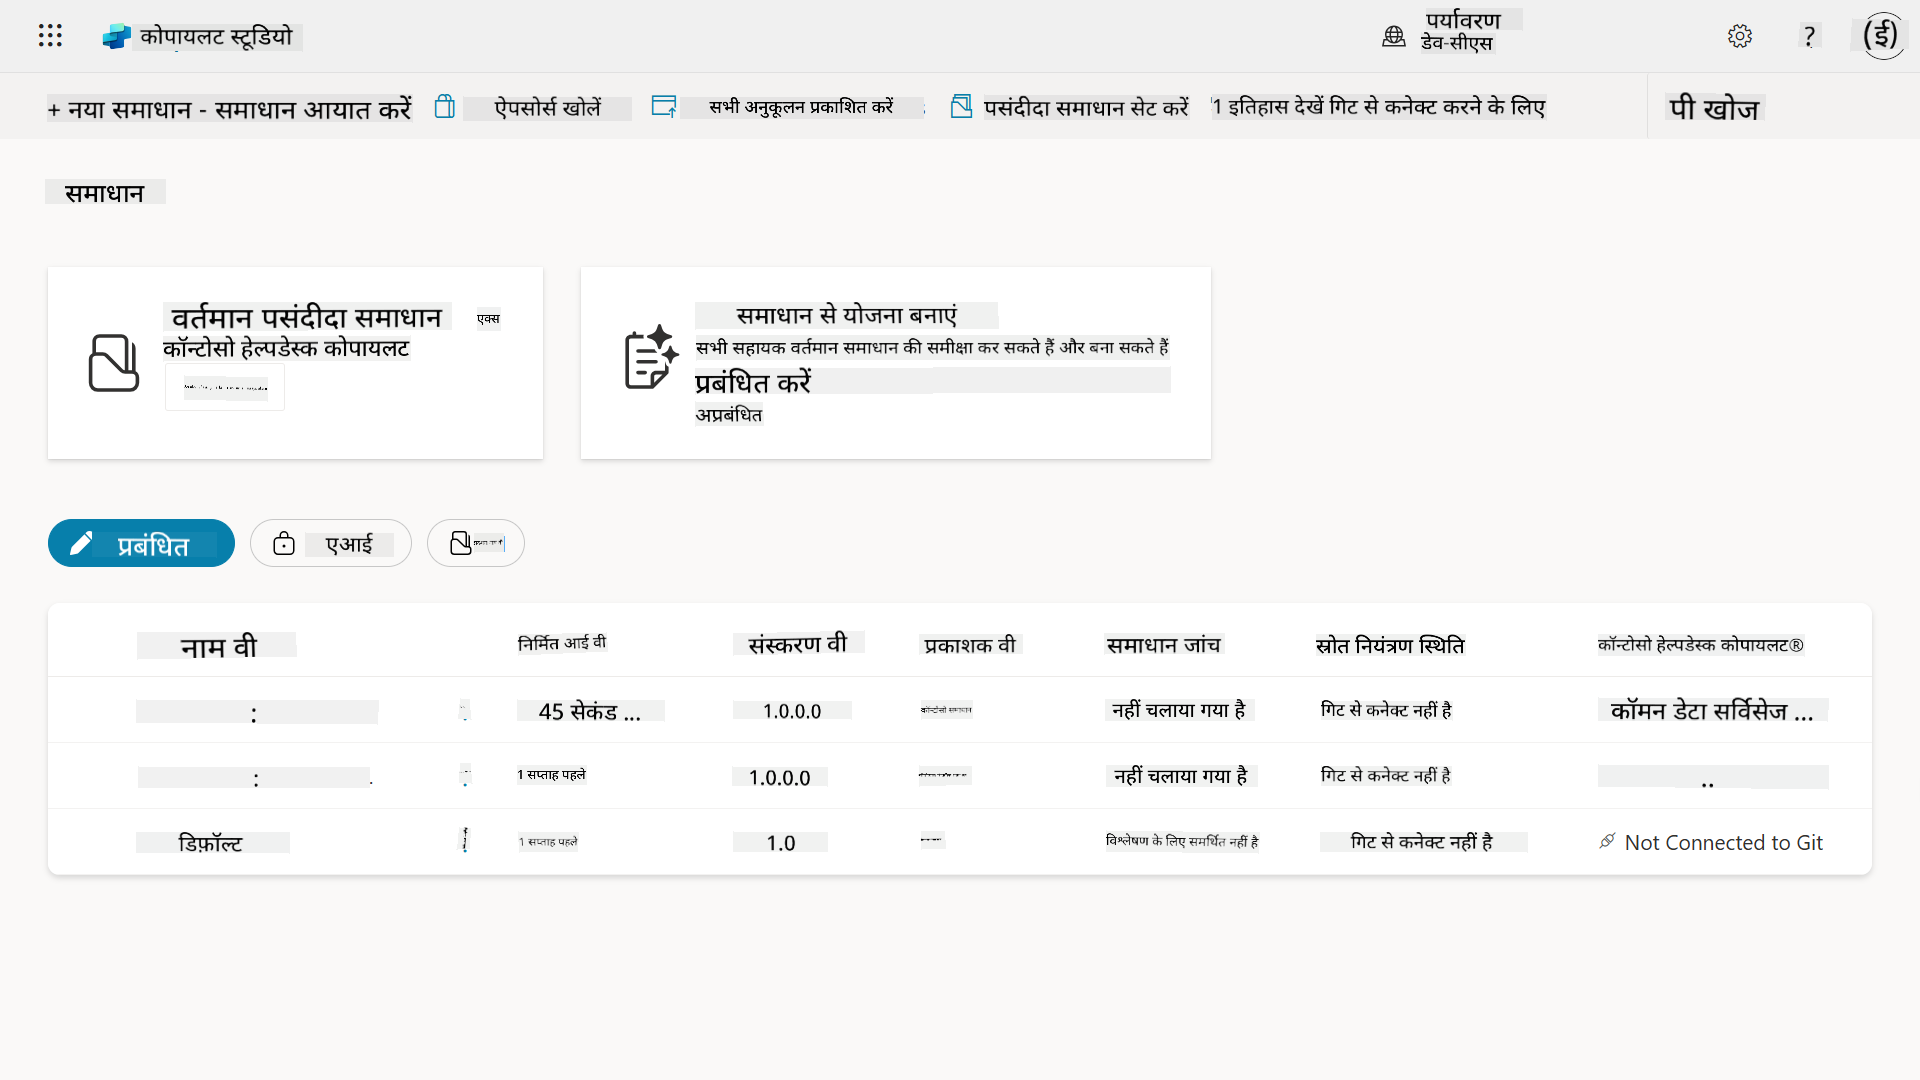 कोपायलट स्टूडियो
पर्यावरण
डेव-सीएस
?
(ई)
+ नया समाधान - समाधान आयात करें
ऐपसोर्स खोलें
सभी अनुकूलन प्रकाशित करें
पसंदीदा समाधान सेट करें
'1 इतिहास देखें गिट से कनेक्ट करने के लिए
पी खोज
समाधान
वर्तमान पसंदीदा समाधान
एक्स
कॉन्टोसो हेल्पडेस्क कोपायलट
समाधान से योजना बनाएं
सभी सहायक वर्तमान समाधान की समीक्षा कर सकते हैं और बना सकते हैं
प्रबंधित करें
अप्रबंधित
प्रबंधित
एआई
नाम वी
निर्मित आई वी
संस्करण वी
प्रकाशक वी
समाधान जांच
स्रोत नियंत्रण स्थिति
कॉन्टोसो हेल्पडेस्क कोपायलट®
:
45 सेकंड ...
1.0.0.0
नहीं चलाया गया है
गिट से कनेक्ट नहीं है
कॉमन डेटा सर्विसेज ...
:
1 सप्ताह पहले
1.0.0.0
नहीं चलाया गया है
गिट से कनेक्ट नहीं है
..
डिफ़ॉल्ट
1 सप्ताह पहले
1.0
विश्लेषण के लिए समर्थित नहीं है
गिट से कनेक्ट नहीं है
Not Connected to Git